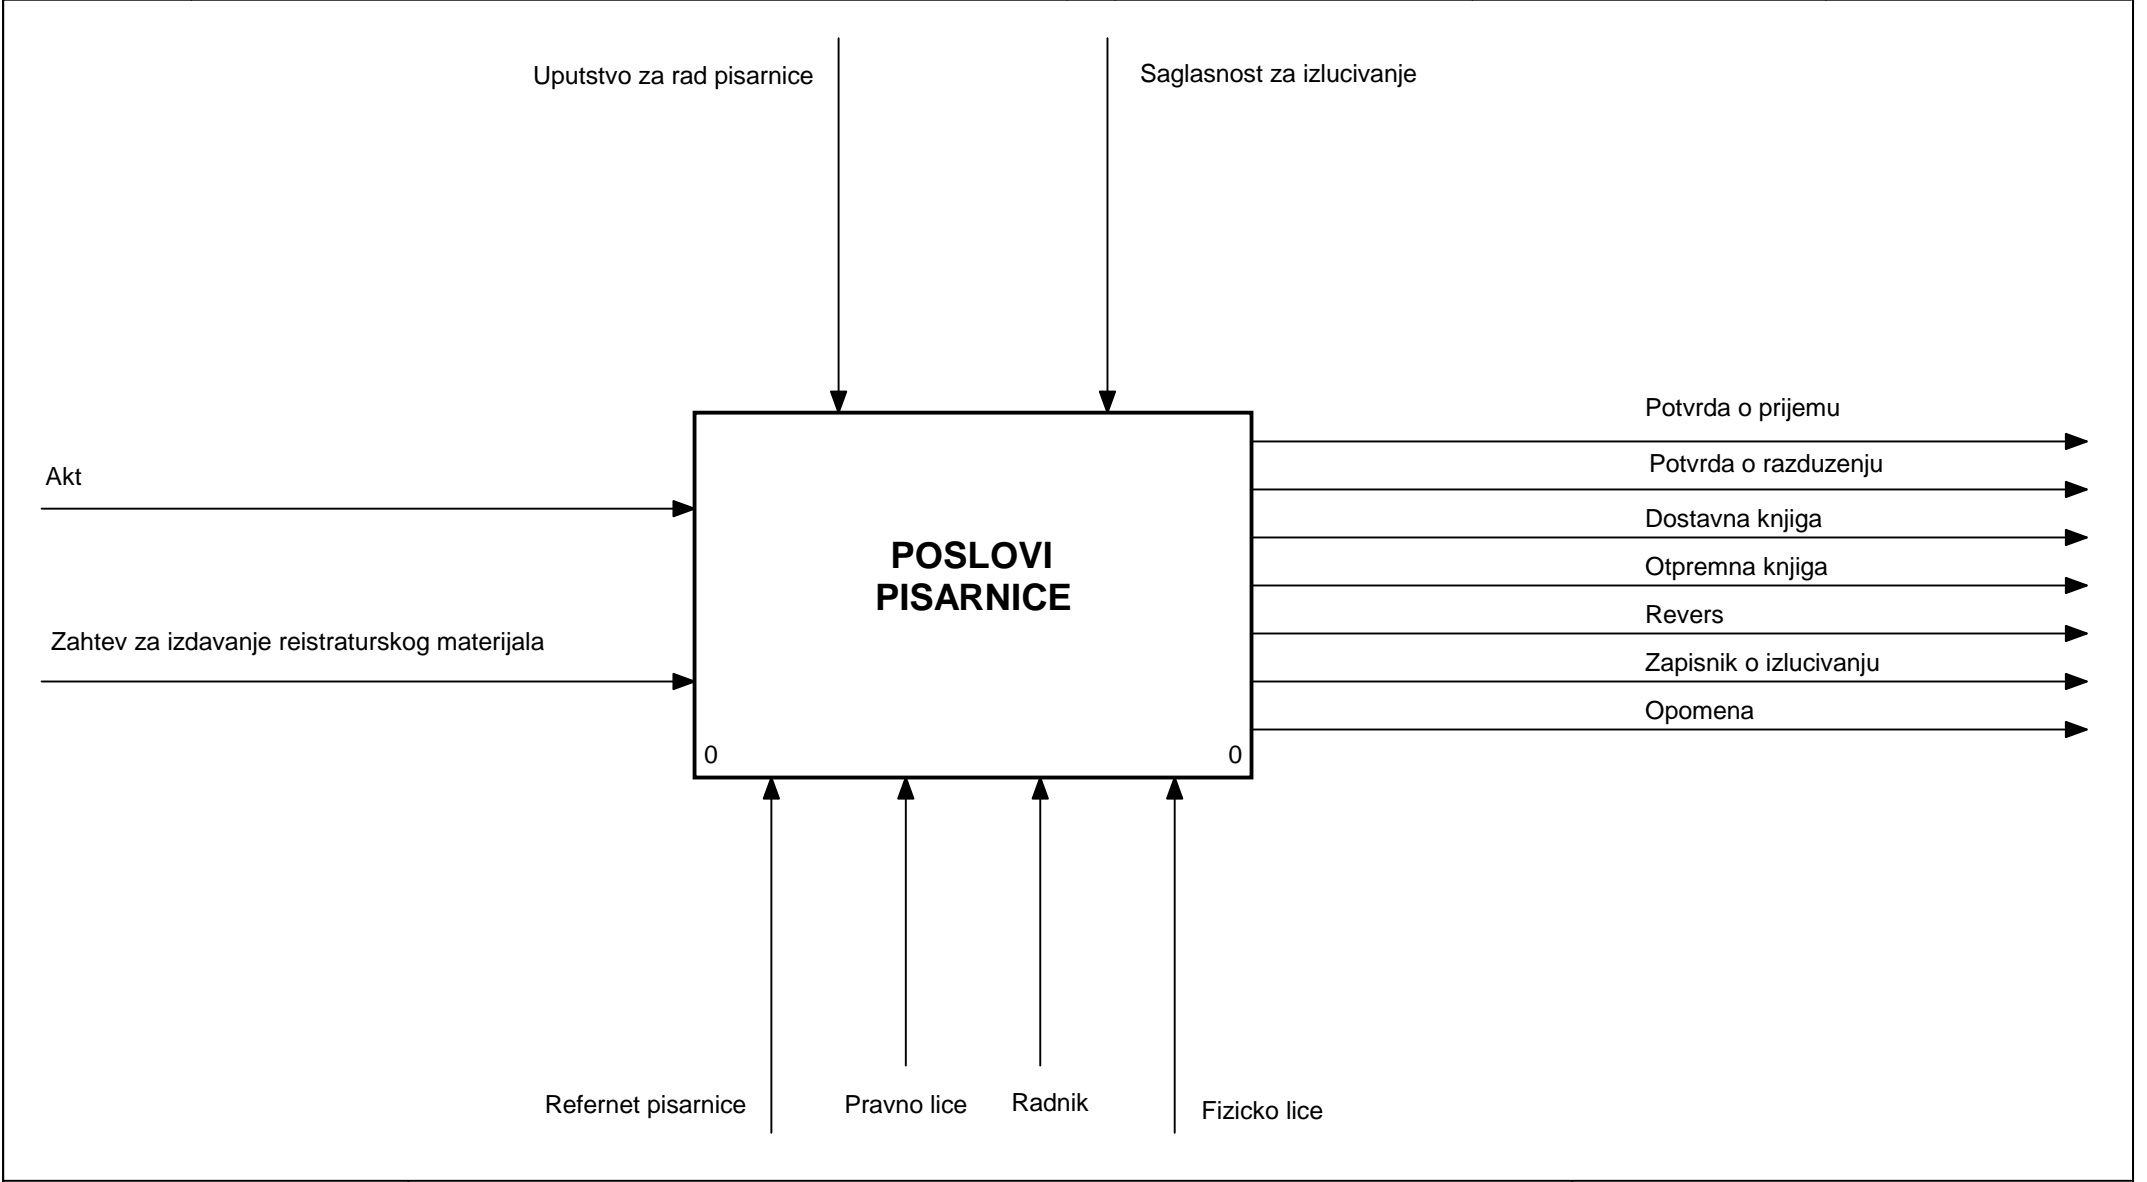 Uputstvo za rad pisarnice
Saglasnost za izlucivanje
Akt
Zahtev za izdavanje reistraturskog materijala
POSLOVI
PISARNICE
0
0
Potvrda o prijemu
Potvrda o razduzenju
Dostavna knjiga
Otpremna knjiga
Revers
Zapisnik o izlucivanju
Opomena
Refernet pisarnice
Pravno lice
Radnik
Fizicko lice